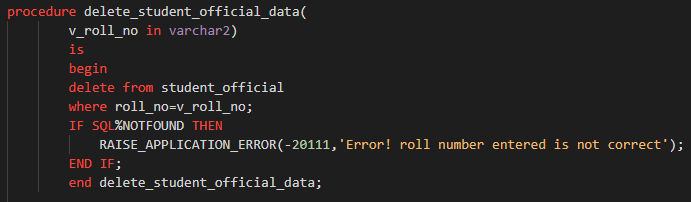 procedure delete_student_official_data(
v_roll_no in varchar2)
is
begin
delete from student_official
where roll_no=v_roll_no;
IF SQL%NOTFOUND THEN
RAISE_APPLICATION_ERROR(-20111,'Error! roll number entered is not correct');
END IF;
end delete_student_official_data;